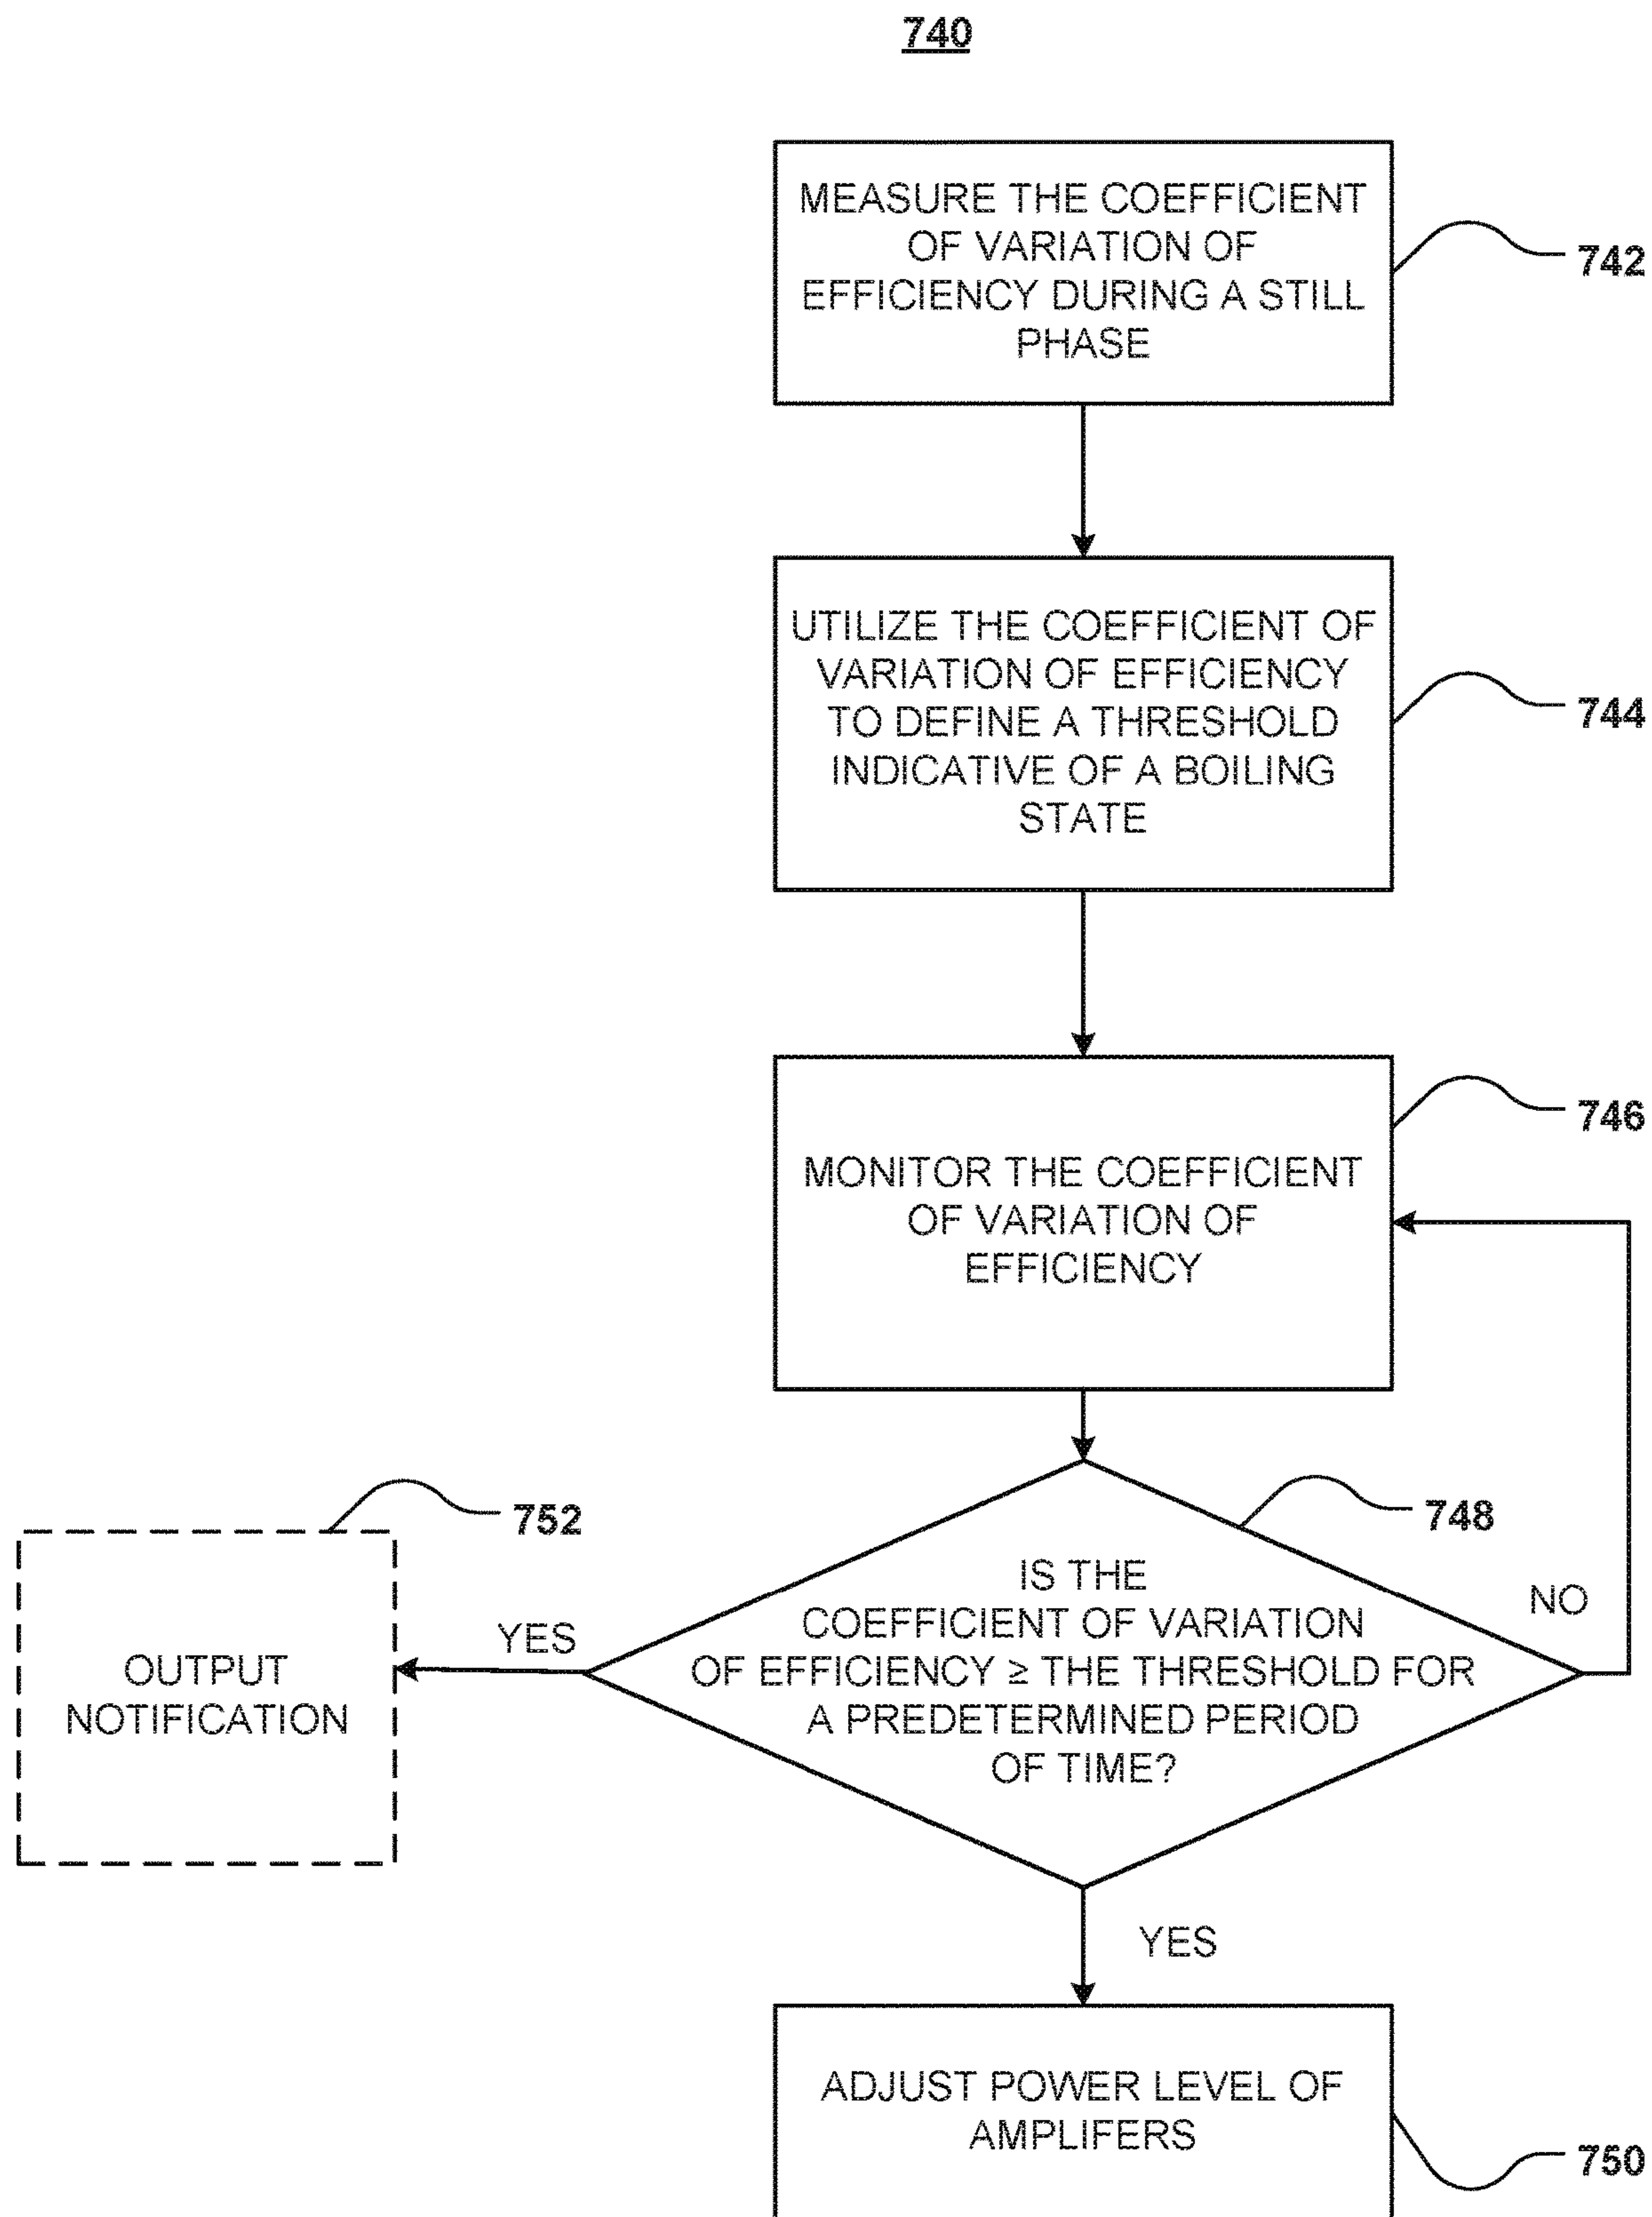 740
MEASURE THE COEFFICIENT
OF VARIATION OF
EFFICIENCY DURING A STILL
PHASE
742
UTILIZE THE COEFFICIENT OF
VARIATION OF EFFICIENCY
TO DEFINE A THRESHOLD
INDICATIVE OF A BOILING
STATE
744
MONITOR THE COEFFICIENT
OF VARIATION OF
EFFICIENCY
746
IS THE
COEFFICIENT OF VARIATION
OF EFFICIENCY ≥ THE THRESHOLD FOR
A PREDETERMINED PERIOD
OF TIME?
748
NO
YES
752
OUTPUT
NOTIFICATION
YES
ADJUST POWER LEVEL OF
AMPLIFERS
750